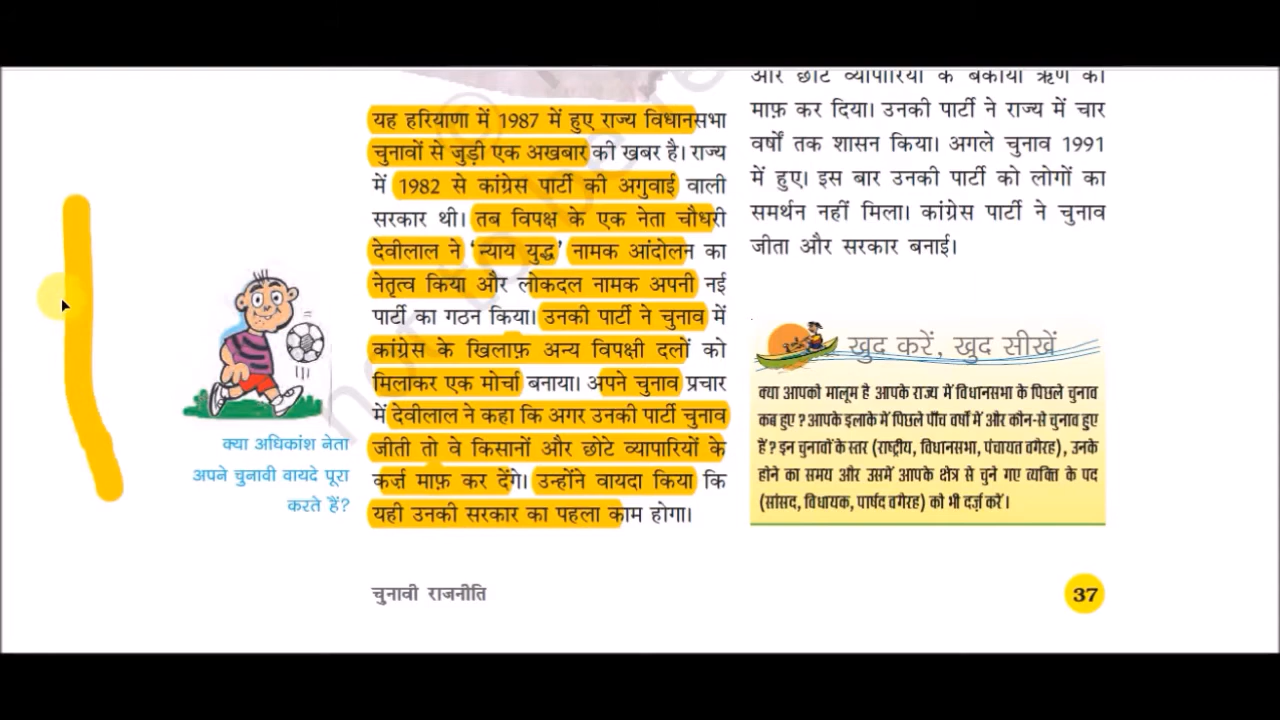 यह हरियाणा में 1987 में हुए राज्य विधानसभा
चुनावों से जुड़ी एक अखबार की खबर है। राज्य
में 1982 से कांग्रेस पार्टी की अगुवाई वाली
सरकार थी। तब विपक्ष के एक नेता चौधरी
देवीलाल ने ‘न्याय युद्ध’ नामक आंदोलन का
नेतृत्व किया और लोकदल नामक अपनी नई
पार्टी का गठन किया। उनकी पार्टी ने चुनाव में
कांग्रेस के खिलाफ़ अन्य विपक्षी दलों को
मिलाकर एक मोर्चा बनाया। अपने चुनाव प्रचार
में देवीलाल ने कहा कि अगर उनकी पार्टी चुनाव
जीती तो वे किसानों और छोटे व्यापारियों के
कर्ज़ माफ़ कर देंगे। उन्होंने वायदा किया कि
यही उनकी सरकार का पहला काम होगा।
क्या अधिकांश नेता
अपने चुनावी वायदे पूरा
करते हैं?
और छोटे व्यापारियों के बकाया ऋण को
माफ़ कर दिया। उनकी पार्टी ने राज्य में चार
वर्षों तक शासन किया। अगले चुनाव 1991
में हुए। इस बार उनकी पार्टी को लोगों का
समर्थन नहीं मिला। कांग्रेस पार्टी ने चुनाव
जीता और सरकार बनाई।
खुद करें, खुद सीखें
क्या आपको मालूम है आपके राज्य में विधानसभा के पिछले चुनाव
कब हुए? आपके इलाके में पिछले पाँच वर्षों में और कौन-से चुनाव हुए
हैं? इन चुनावों के स्तर (राष्ट्रीय, विधानसभा, पंचायत वगैरह), उनके
होने का समय और उसमें आपके क्षेत्र से चुने गए व्यक्ति के पद
(सांसद, विधायक, पार्षद वगैरह) को भी दर्ज़ करें।
चुनावी राजनीति
37